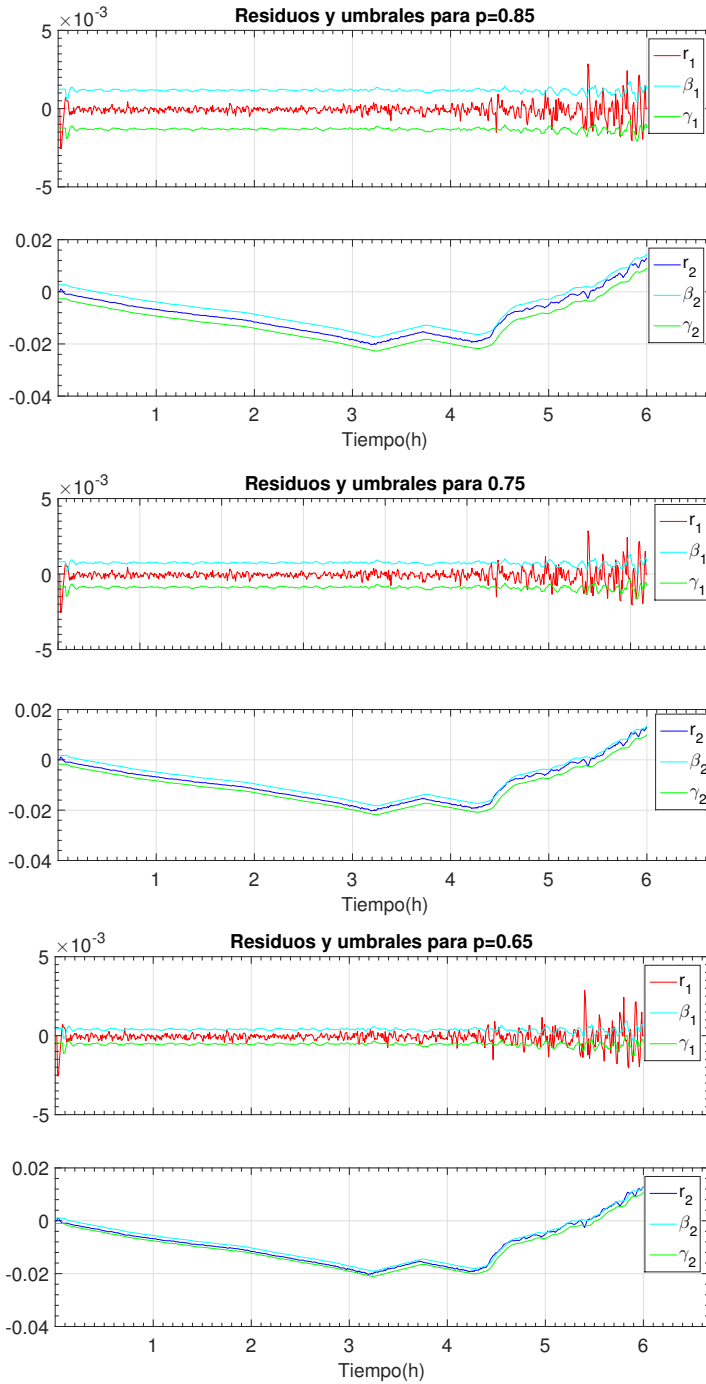 Residuos y umbrales para p=0.85
×10⁻³
5
0
-5
r₁
β₁
γ₁
0.02
0
-0.02
-0.04
r₂
β₂
γ₂
1 2 3 4 5 6
Tiempo(h)
Residuos y umbrales para 0.75
×10⁻³
5
0
-5
r₁
β₁
γ₁
0.02
0
-0.02
-0.04
r₂
β₂
γ₂
1 2 3 4 5 6
Tiempo(h)
Residuos y umbrales para p=0.65
×10⁻³
5
0
-5
r₁
β₁
γ₁
0.02
0
-0.02
-0.04
r₂
β₂
γ₂
1 2 3 4 5 6
Tiempo(h)